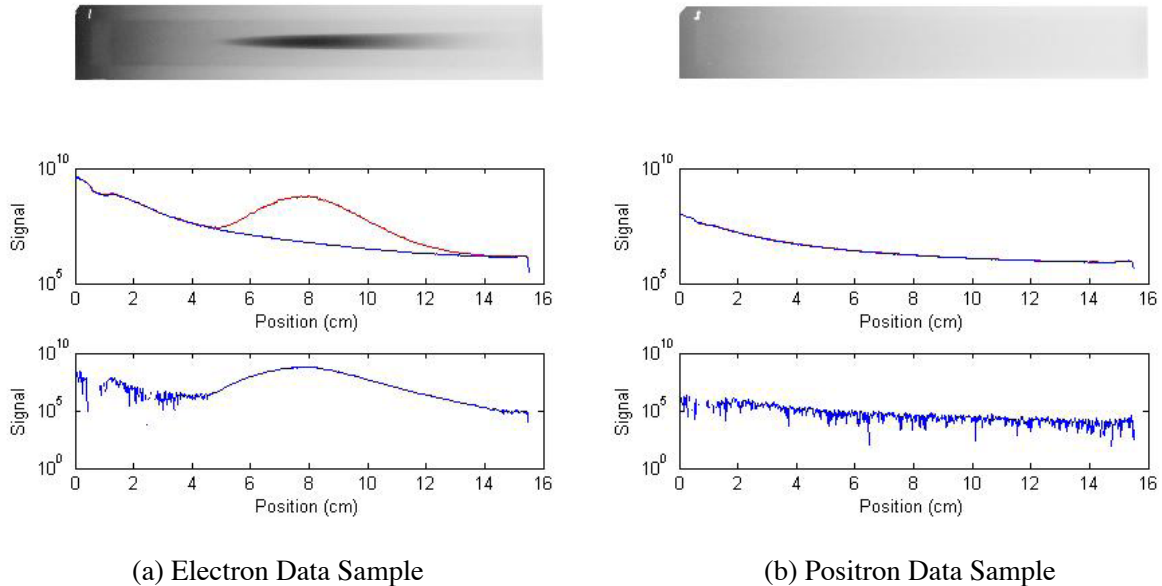 10^10
Signal
10^5
0 2 4 6 8 10 12 14 16
Position (cm)
10^10
Signal
10^5
10^0
0 2 4 6 8 10 12 14 16
Position (cm)
(a) Electron Data Sample
10^10
Signal
10^5
0 2 4 6 8 10 12 14 16
Position (cm)
10^10
Signal
10^5
10^0
0 2 4 6 8 10 12 14 16
Position (cm)
(b) Positron Data Sample